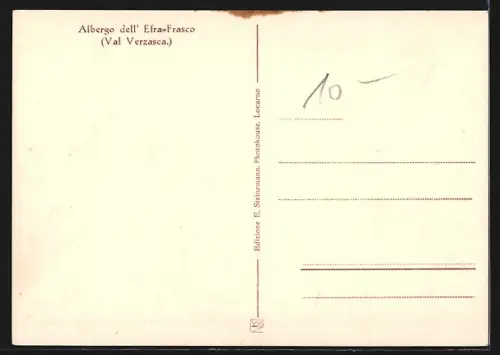 Albergo dell' Efra=Frasco
(Val Verzasca.)
10 —
Edizione E. Steinemann, Photohouse, Locarno